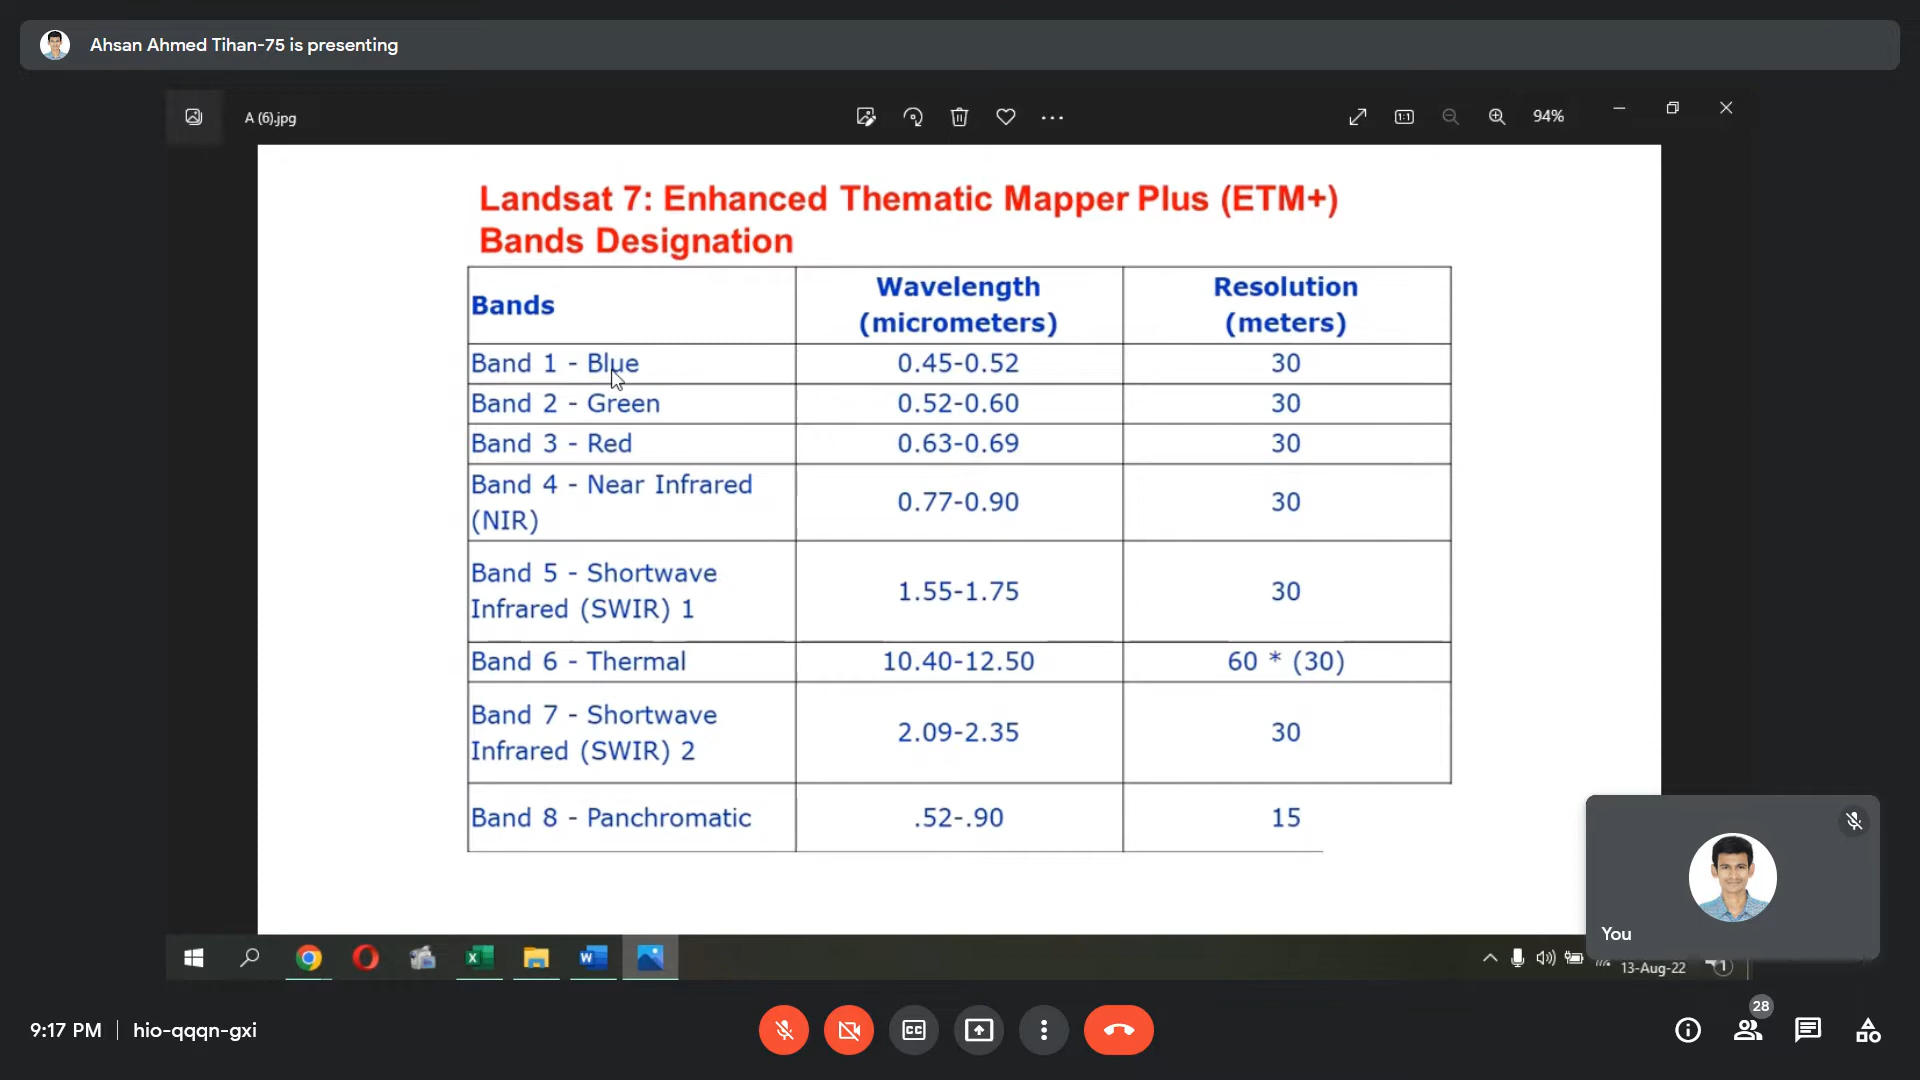 Ahsan Ahmed Tihan-75 is presenting
A (6).jpg
1:1
94%
Landsat 7: Enhanced Thematic Mapper Plus (ETM+)
Bands Designation
Bands Wavelength (micrometers) Resolution (meters)
Band 1 - Blue 0.45-0.52 30
Band 2 - Green 0.52-0.60 30
Band 3 - Red 0.63-0.69 30
Band 4 - Near Infrared
(NIR) 0.77-0.90 30
Band 5 - Shortwave
Infrared (SWIR) 1 1.55-1.75 30
Band 6 - Thermal 10.40-12.50 60 * (30)
Band 7 - Shortwave
Infrared (SWIR) 2 2.09-2.35 30
Band 8 - Panchromatic .52-.90 15
You
13-Aug-22
1
9:17 PM | hio-qqqn-gxi
CC
28